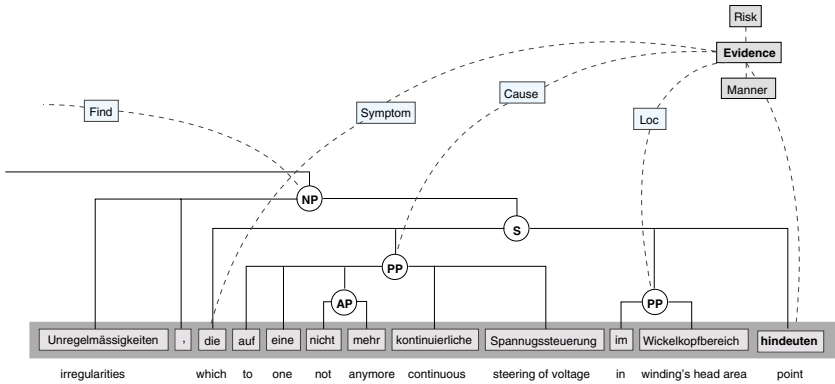 Risk
Evidence
Manner
Cause
Find
Symptom
Loc
NP
S
PP
AP
PP
Unregelmässigkeiten , die auf eine nicht mehr kontinuierliche Spannugssteuerung im Wickelkopfbereich hindeuten
irregularities which to one not anymore continuous steering of voltage in winding's head area point